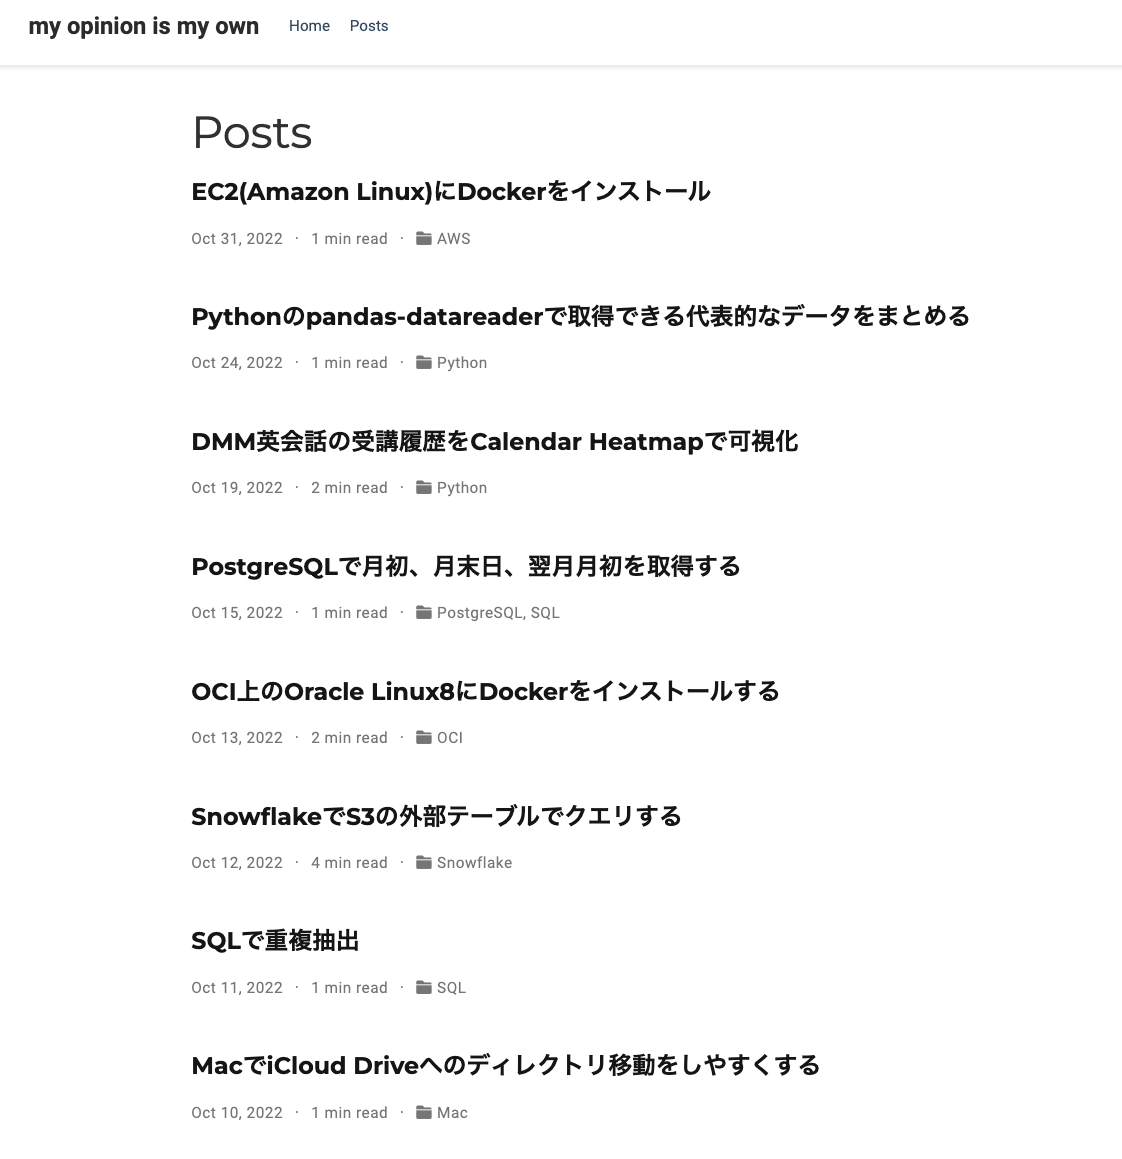 my opinion is my own Home Posts
Posts
EC2(Amazon Linux)にDockerをインストール
Oct 31, 2022 · 1 min read · AWS
Pythonのpandas-datareaderで取得できる代表的なデータをまとめる
Oct 24, 2022 · 1 min read · Python
DMM英会話の受講履歴をCalendar Heatmapで可視化
Oct 19, 2022 · 2 min read · Python
PostgreSQLで月初、月末日、翌月月初を取得する
Oct 15, 2022 · 1 min read · PostgreSQL, SQL
OCI上のOracle Linux8にDockerをインストールする
Oct 13, 2022 · 2 min read · OCI
SnowflakeでS3の外部テーブルでクエリする
Oct 12, 2022 · 4 min read · Snowflake
SQLで重複抽出
Oct 11, 2022 · 1 min read · SQL
MacでiCloud Driveへのディレクトリ移動をしやすくする
Oct 10, 2022 · 1 min read · Mac